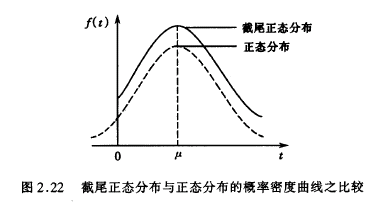 f(t)
截尾正态分布
正态分布
0
μ
t
图 2.22 截尾正态分布与正态分布的概率密度曲线之比较